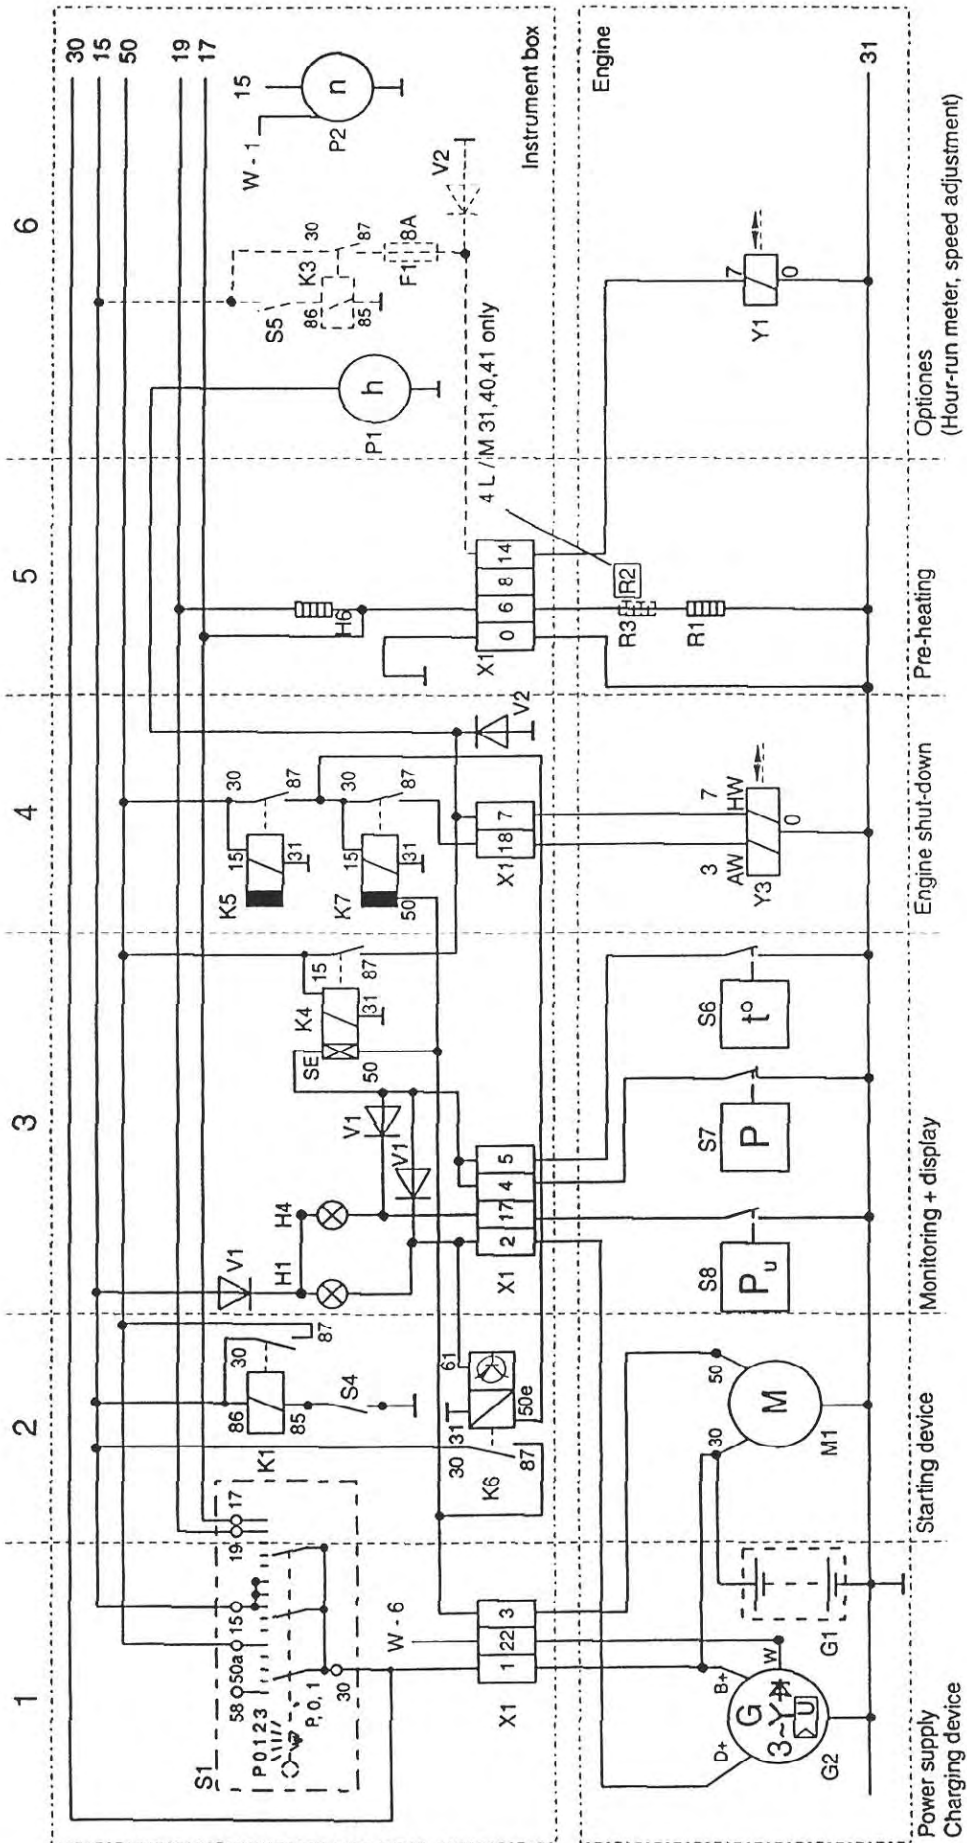 1
2
3
4
5
6
30
15
50
19
17
S1
P 0 1 2 3
P, 0, 1
58
50a
15
30
19
17
W - 6
X1
1
22
3
K1
86
30
85
87
S4
K6
30
87
31
61
50e
V1
H1
H4
V1
V1
X1
2
17
4
5
SE
K4
15
87
31
50
K5
15
30
87
31
K7
15
30
87
31
50
V2
X1
18
7
H6
X1
0
6
8
14
4 L / M 31,40,41 only
P1
h
S5
K3
86
85
30
87
F1
8A
V2
W - 1
15
P2
n
Instrument box
Engine
D+
B+
W
G
3~
U
G2
G1
30
50
M
M1
S8
Pu
S7
P
S6
t°
3
AW
7
HW
Y3
0
R3
R2
R1
7
Y1
0
31
Power supply
Charging device
Starting device
Monitoring + display
Engine shut-down
Pre-heating
Optiones
(Hour-run meter, speed adjustment)